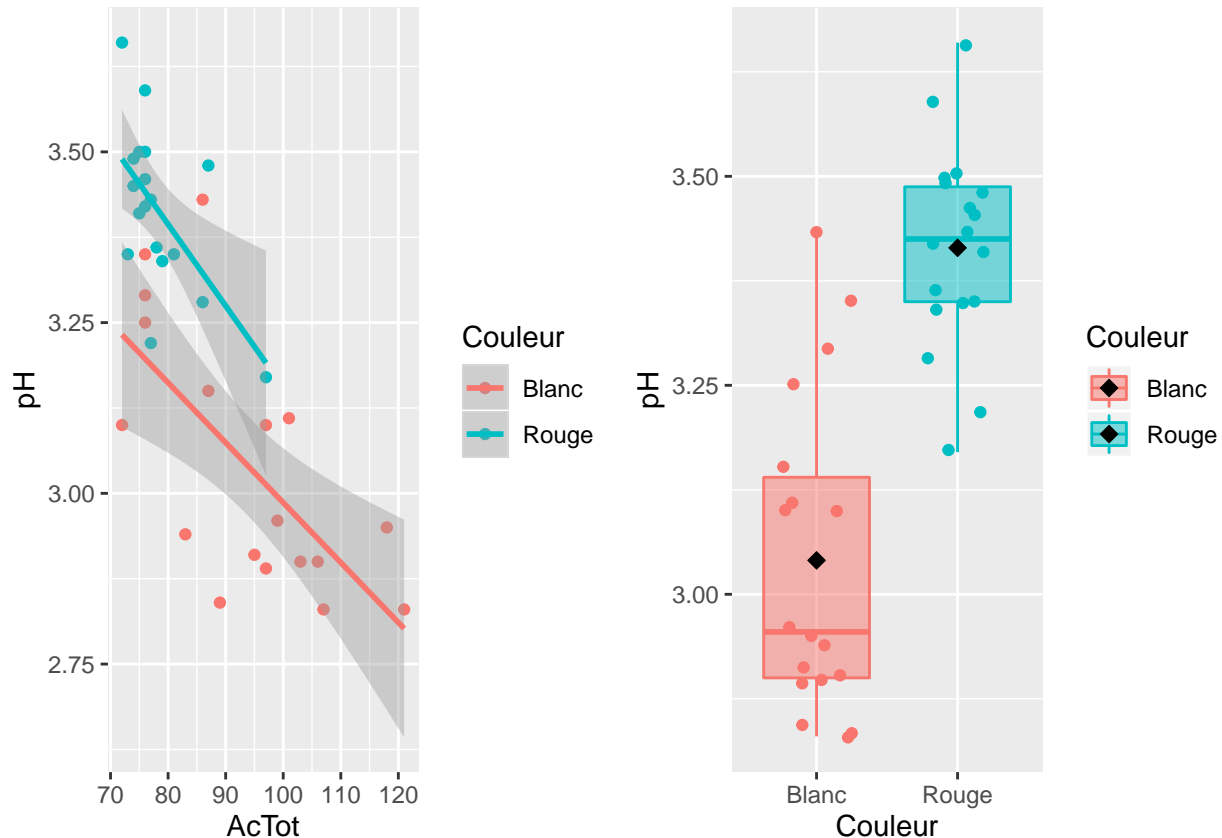 3.50
3.25
3.00
2.75
pH
70 80 90 100 110 120
AcTot
Couleur
Blanc
Rouge
3.50
3.25
3.00
pH
Blanc Rouge
Couleur
Couleur
Blanc
Rouge